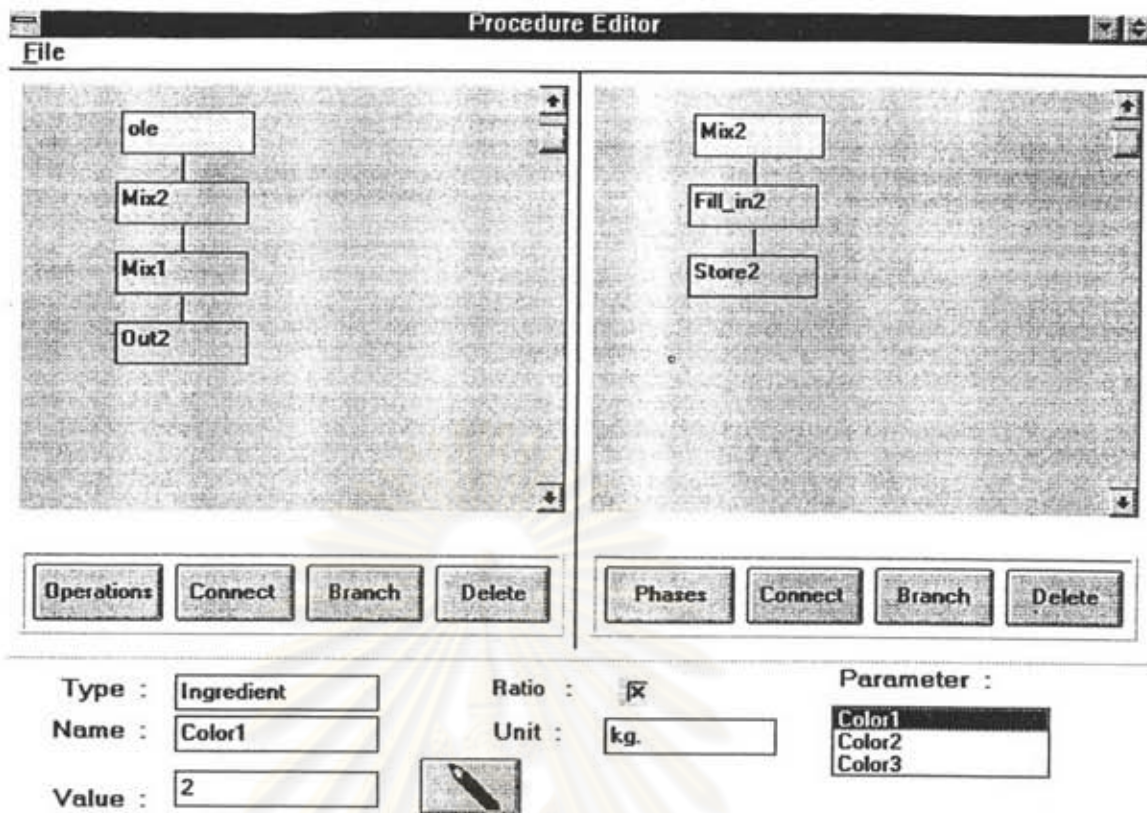 Procedure Editor
File
ole
Mix2
Mix1
Out2
Mix2
Fill_in2
Store2
Operations Connect Branch Delete
Phases Connect Branch Delete
Type : Ingredient
Name : Color1
Value : 2
Ratio :
Unit : kg.
Parameter :
Color1
Color2
Color3